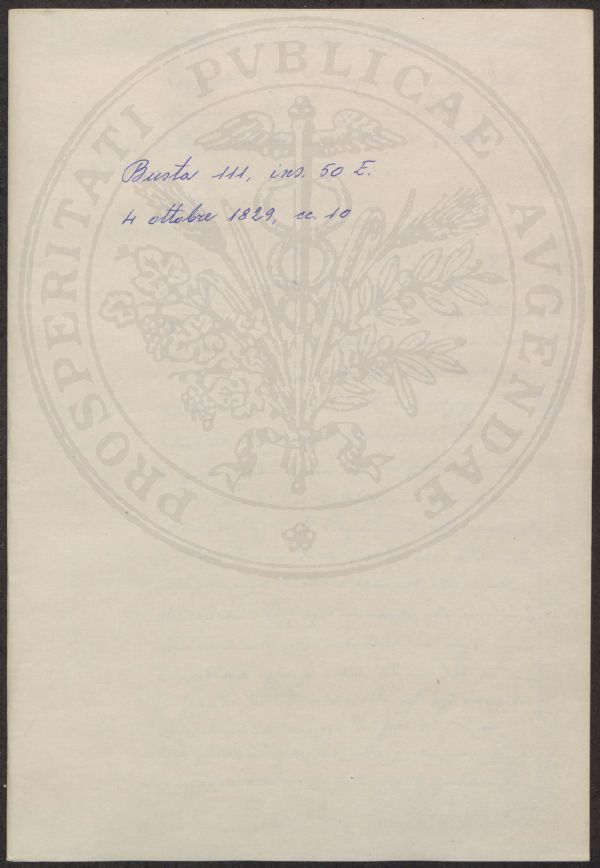 PROSPERITATI PVBLICAE AVGENDAE
Busta 111, ins. 50 E.
4 ottobre 1829, cc. 10